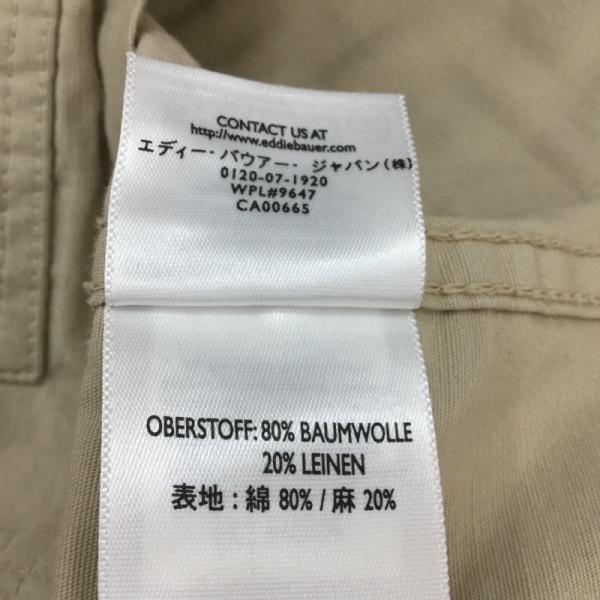 CONTACT US AT
http://www.eddiebauer.com
エディー・バウアー・ジャパン(株)
0120-07-1920
WPL#9647
CA00665
OBERSTOFF: 80% BAUMWOLLE
20% LEINEN
表地 : 綿 80% / 麻 20%